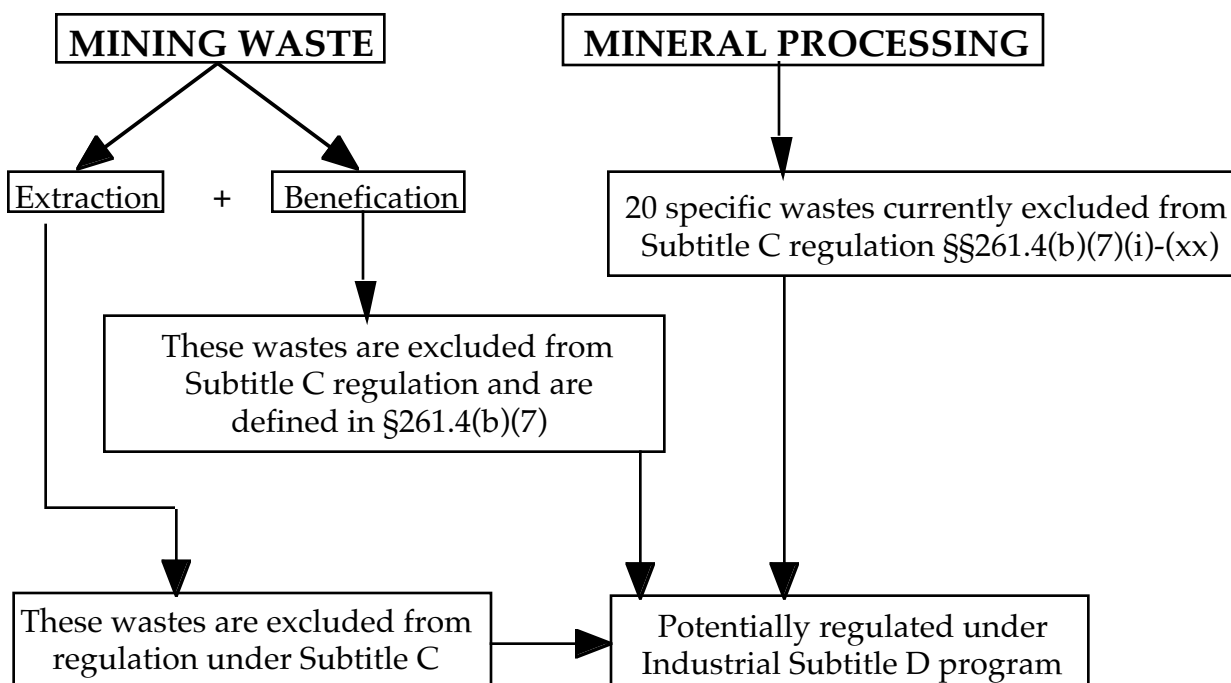 MINING WASTE
MINERAL PROCESSING
Extraction
+
Benefication
20 specific wastes currently excluded from
Subtitle C regulation §§261.4(b)(7)(i)-(xx)
These wastes are excluded from
Subtitle C regulation and are
defined in §261.4(b)(7)
These wastes are excluded from
regulation under Subtitle C
Potentially regulated under
Industrial Subtitle D program